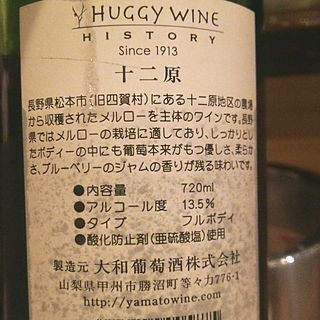 HUGGY WINE
HISTORY
Since 1913
十二原
長野県松本市(旧四賀村)にある十二原地区の農場
から収穫されたメルローを主体のワインです。長野
県ではメルローの栽培に適しており、しっかりとし
たボディーの中にも葡萄本来がもつ優しさ、柔らか
さ、ブルーベリーのジャムの香りが残る味わいです。
●内容量 720ml
●アルコール度 13.5%
●タイプ フルボディ
●酸化防止剤(亜硫酸塩)使用
製造元 大和葡萄酒株式会社
山梨県甲州市勝沼町等々力776-1
http://yamatowine.com/